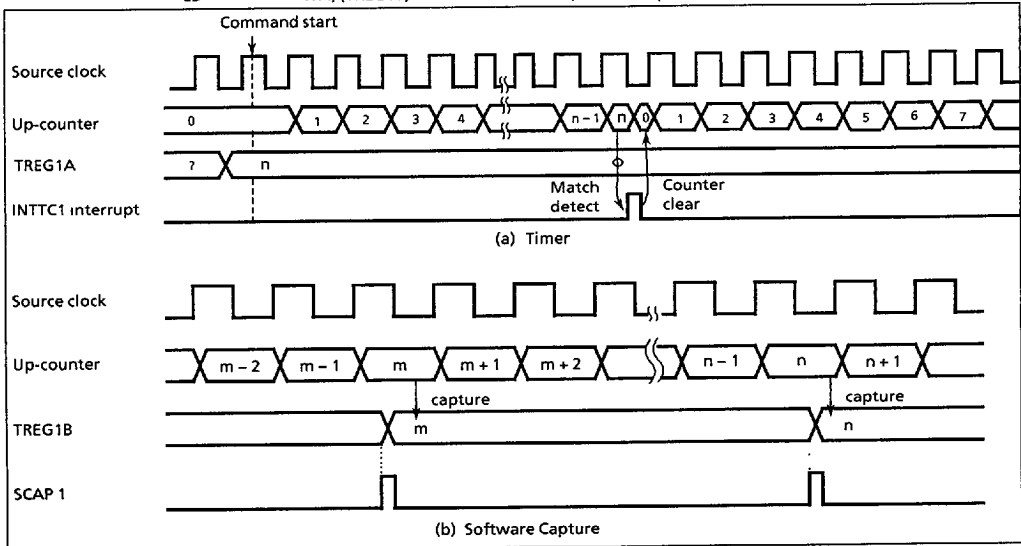 Command start
Source clock
Up-counter 0 1 2 3 4 n – 1 n 0 1 2 3 4 5 6 7
TREG1A ? n
Match detect
Counter clear
INTTC1 interrupt
(a) Timer
Source clock
Up-counter m – 2 m – 1 m m + 1 m + 2 n – 1 n n + 1
capture capture
TREG1B m n
SCAP 1
(b) Software Capture